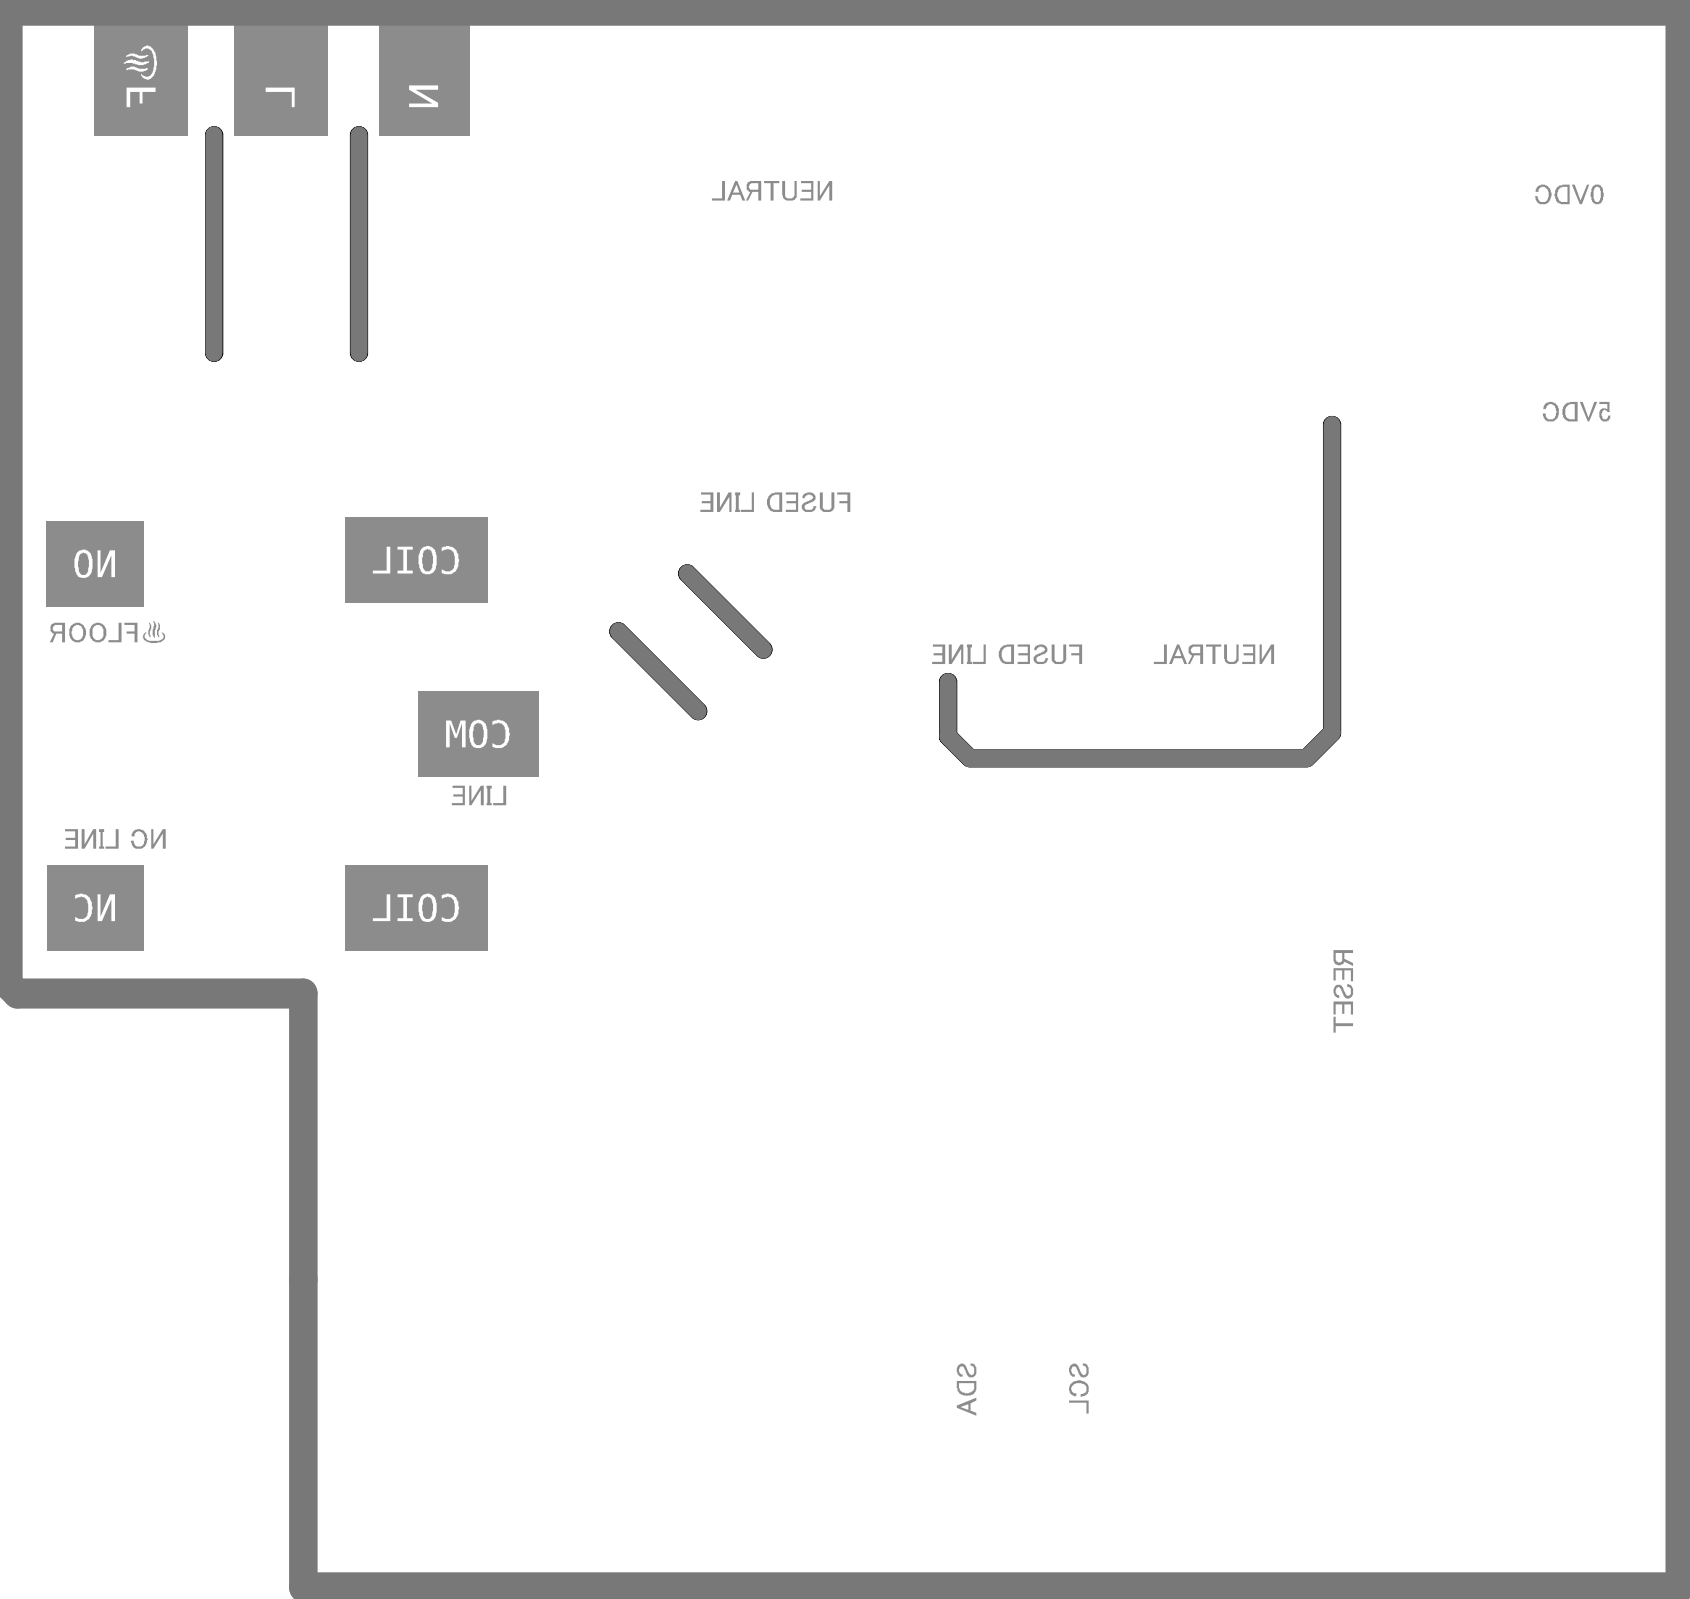 ♨F
L
N
NEUTRAL
0VDC
5VDC
FUSED LINE
NO
COIL
♨FLOOR
FUSED LINE
NEUTRAL
COM
LINE
NC LINE
NC
COIL
RESET
SDA
SCL